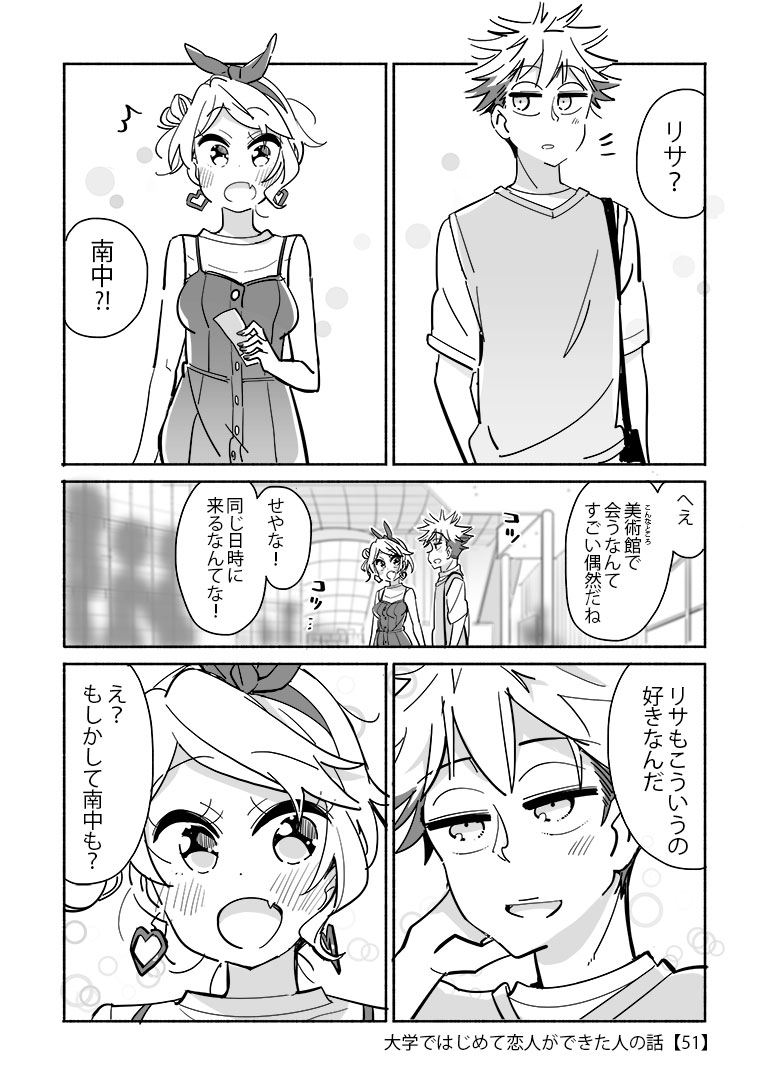 リサ？
南中?!
へえ
美術館で
こんなところ
会うなんて
すごい偶然だね
コツ
せやな！
同じ日時に
来るなんてな！
コツ
リサもこういうの
好きなんだ
え？
もしかして南中も？
大学ではじめて恋人ができた人の話【51】